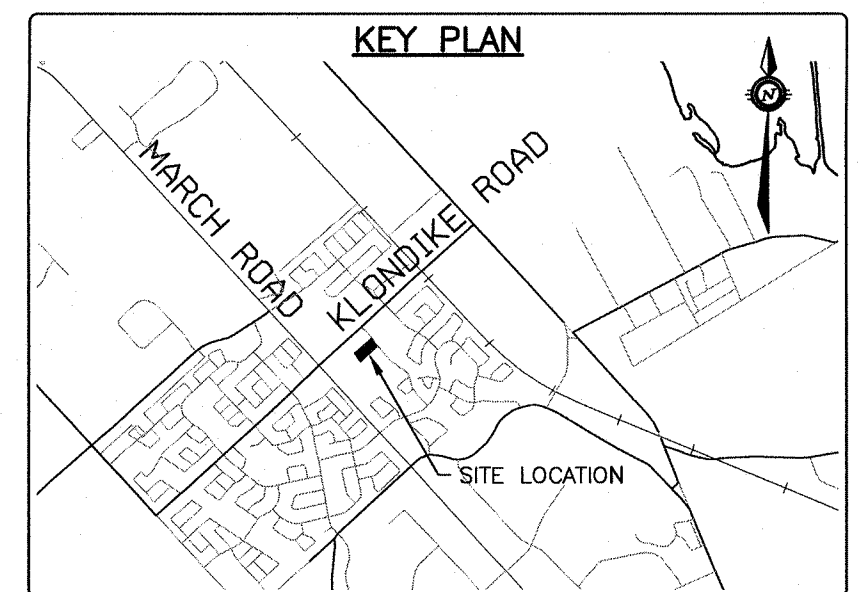 KEY PLAN
N
MARCH ROAD
KLONDIKE ROAD
SITE LOCATION